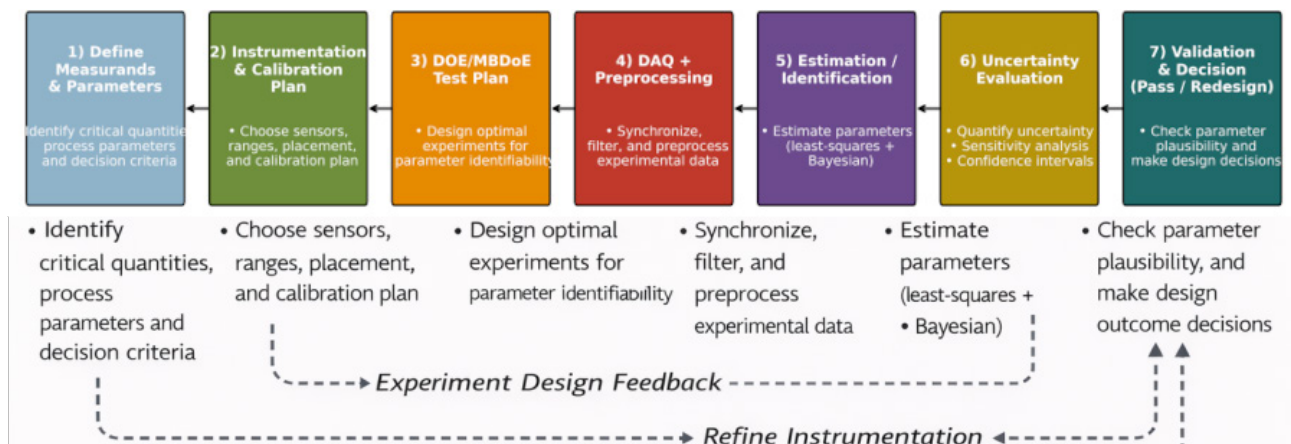 1) Define
Measurands
& Parameters
Identify critical quantitie
process parameters
and decision criteria
2) Instrumentation
& Calibration
Plan
• Choose sensors,
ranges, placement,
and calibration plan
3) DOE/MBDoE
Test Plan
• Design optimal
experiments for
parameter identifiability
4) DAQ +
Preprocessing
• Synchronize,
filter, and preprocess
experimental data
5) Estimation /
Identification
• Estimate parameters
(least-squares +
Bayesian)
6) Uncertainty
Evaluation
• Quantify uncertainty
• Sensitivity analysis
• Confidence intervals
7) Validation
& Decision
(Pass / Redesign)
• Check parameter
plausibility and
make design decisions
• Identify
critical quantities,
process
parameters and
decision criteria
• Choose sensors,
ranges, placement,
and calibration plan
• Design optimal
experiments for
parameter identifiability
• Synchronize,
filter, and
preprocess
experimental data
• Estimate
parameters
(least-squares +
• Bayesian)
• Check parameter
plausibility, and
make design
outcome decisions
Experiment Design Feedback
Refine Instrumentation